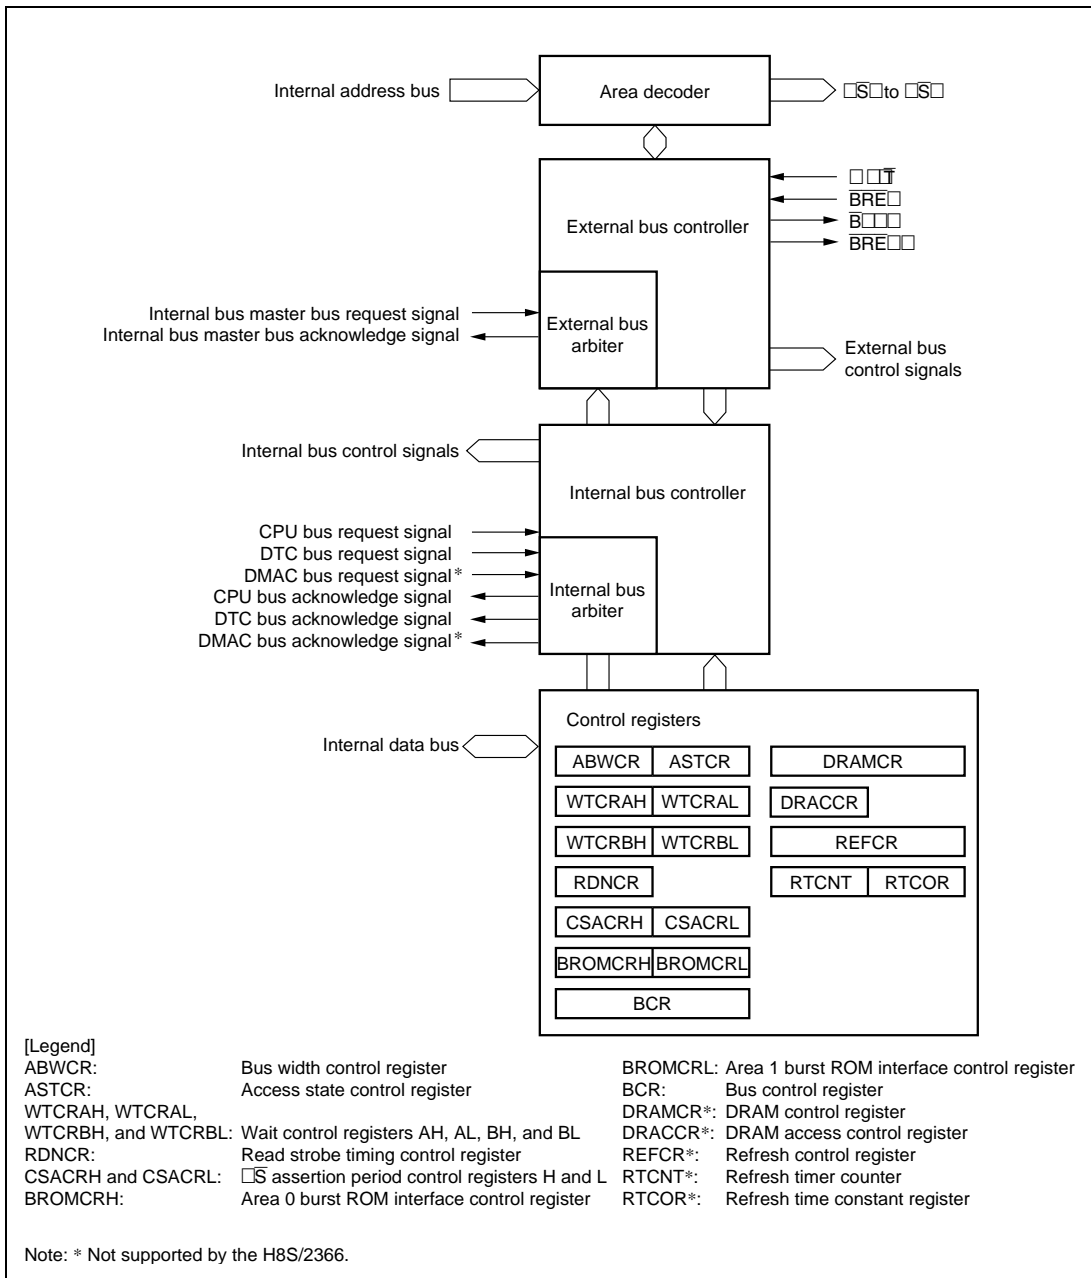 Internal address bus
Area decoder
to
External bus controller
Internal bus master bus request signal
Internal bus master bus acknowledge signal
External bus
arbiter
External bus
control signals
Internal bus control signals
Internal bus controller
CPU bus request signal
DTC bus request signal
DMAC bus request signal*
CPU bus acknowledge signal
DTC bus acknowledge signal
DMAC bus acknowledge signal*
Internal bus
arbiter
Internal data bus
Control registers
ABWCR ASTCR DRAMCR
WTCRAH WTCRAL DRACCR
WTCRBH WTCRBL REFCR
RDNCR RTCNT RTCOR
CSACRH CSACRL
BROMCRH BROMCRL
BCR
[Legend]
ABWCR: Bus width control register
ASTCR: Access state control register
WTCRAH, WTCRAL,
WTCRBH, and WTCRBL: Wait control registers AH, AL, BH, and BL
RDNCR: Read strobe timing control register
CSACRH and CSACRL: assertion period control registers H and L
BROMCRH: Area 0 burst ROM interface control register
BROMCRL: Area 1 burst ROM interface control register
BCR: Bus control register
DRAMCR*: DRAM control register
DRACCR*: DRAM access control register
REFCR*: Refresh control register
RTCNT*: Refresh timer counter
RTCOR*: Refresh time constant register
Note: * Not supported by the H8S/2366.